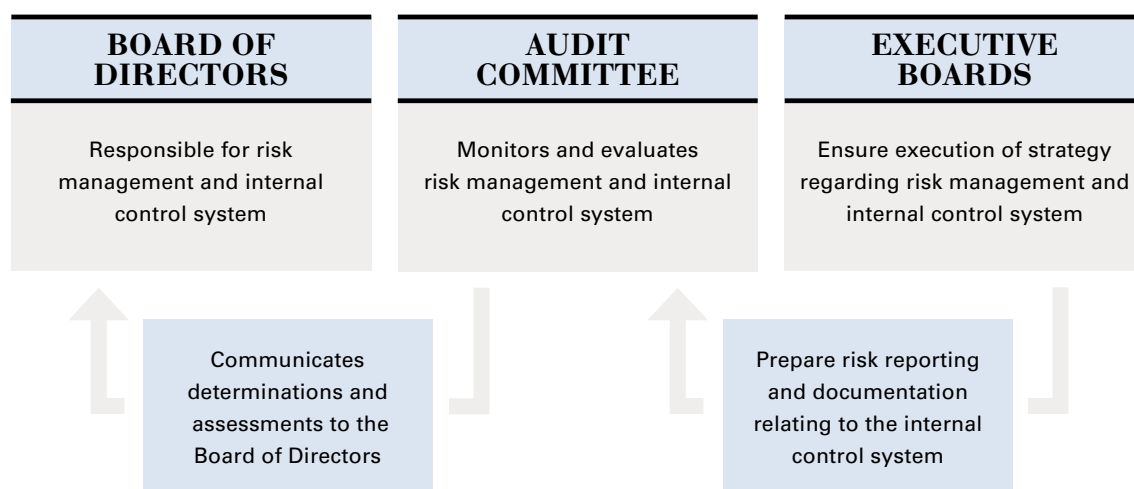 BOARD OF
DIRECTORS
Responsible for risk
management and internal
control system
AUDIT
COMMITTEE
Monitors and evaluates
risk management and internal
control system
EXECUTIVE
BOARDS
Ensure execution of strategy
regarding risk management and
internal control system
Communicates
determinations and
assessments to the
Board of Directors
Prepare risk reporting
and documentation
relating to the internal
control system